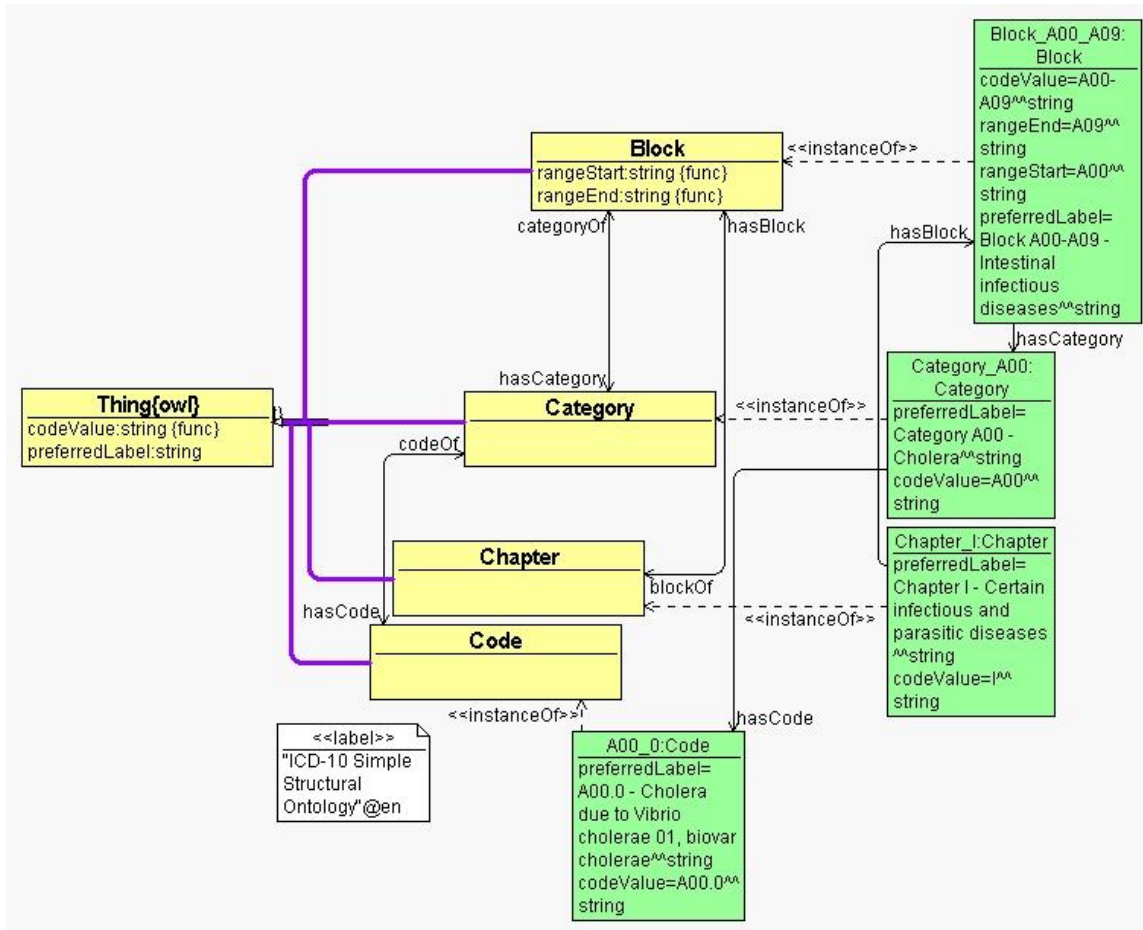 Block_A00_A09:
Block
codeValue=A00-
A09^^string
rangeEnd=A09^^
string
rangeStart=A00^^
string
preferredLabel=
Block A00-A09 -
Intestinal
infectious
diseases^^string
Block
rangeStart:string {func}
rangeEnd:string {func}
<<instanceOf>>
categoryOf
hasBlock
hasBlock
hasCategory
hasCategory
Thing{owl}
codeValue:string {func}
preferredLabel:string
Category
<<instanceOf>>
Category_A00:
Category
preferredLabel=
Category A00 -
Cholera^^string
codeValue=A00^^
string
codeOf
Chapter
blockOf
<<instanceOf>>
Chapter_I:Chapter
preferredLabel=
Chapter I - Certain
infectious and
parasitic diseases
^^string
codeValue=I^^
string
hasCode
Code
<<instanceOf>>
hasCode
<<label>>
"ICD-10 Simple
Structural
Ontology"@en
A00_0:Code
preferredLabel=
A00.0 - Cholera
due to Vibrio
cholerae 01, biovar
cholerae^^string
codeValue=A00.0^^
string